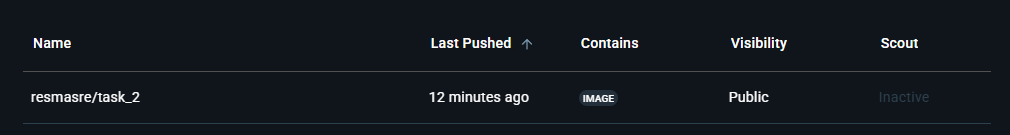 Name Last Pushed ↑ Contains Visibility Scout
resmasre/task_2 12 minutes ago IMAGE Public Inactive